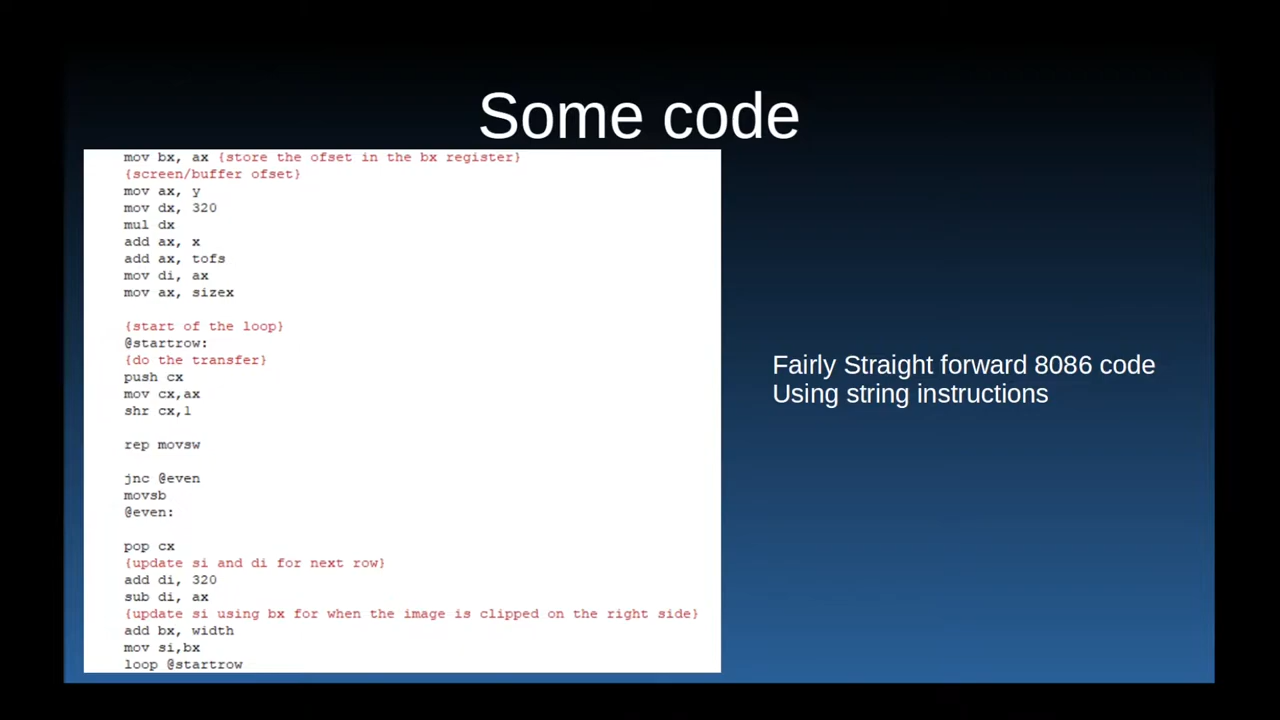 Some code
mov bx, ax {store the ofset in the bx register}
{screen/buffer ofset}
mov ax, y
mov dx, 320
mul dx
add ax, x
add ax, tofs
mov di, ax
mov ax, sizex
{start of the loop}
@startrow:
{do the transfer}
push cx
mov cx,ax
shr cx,1
rep movsw
jnc @even
movsb
@even:
pop cx
{update si and di for next row}
add di, 320
sub di, ax
{update si using bx for when the image is clipped on the right side}
add bx, width
mov si,bx
loop @startrow
Fairly Straight forward 8086 code
Using string instructions